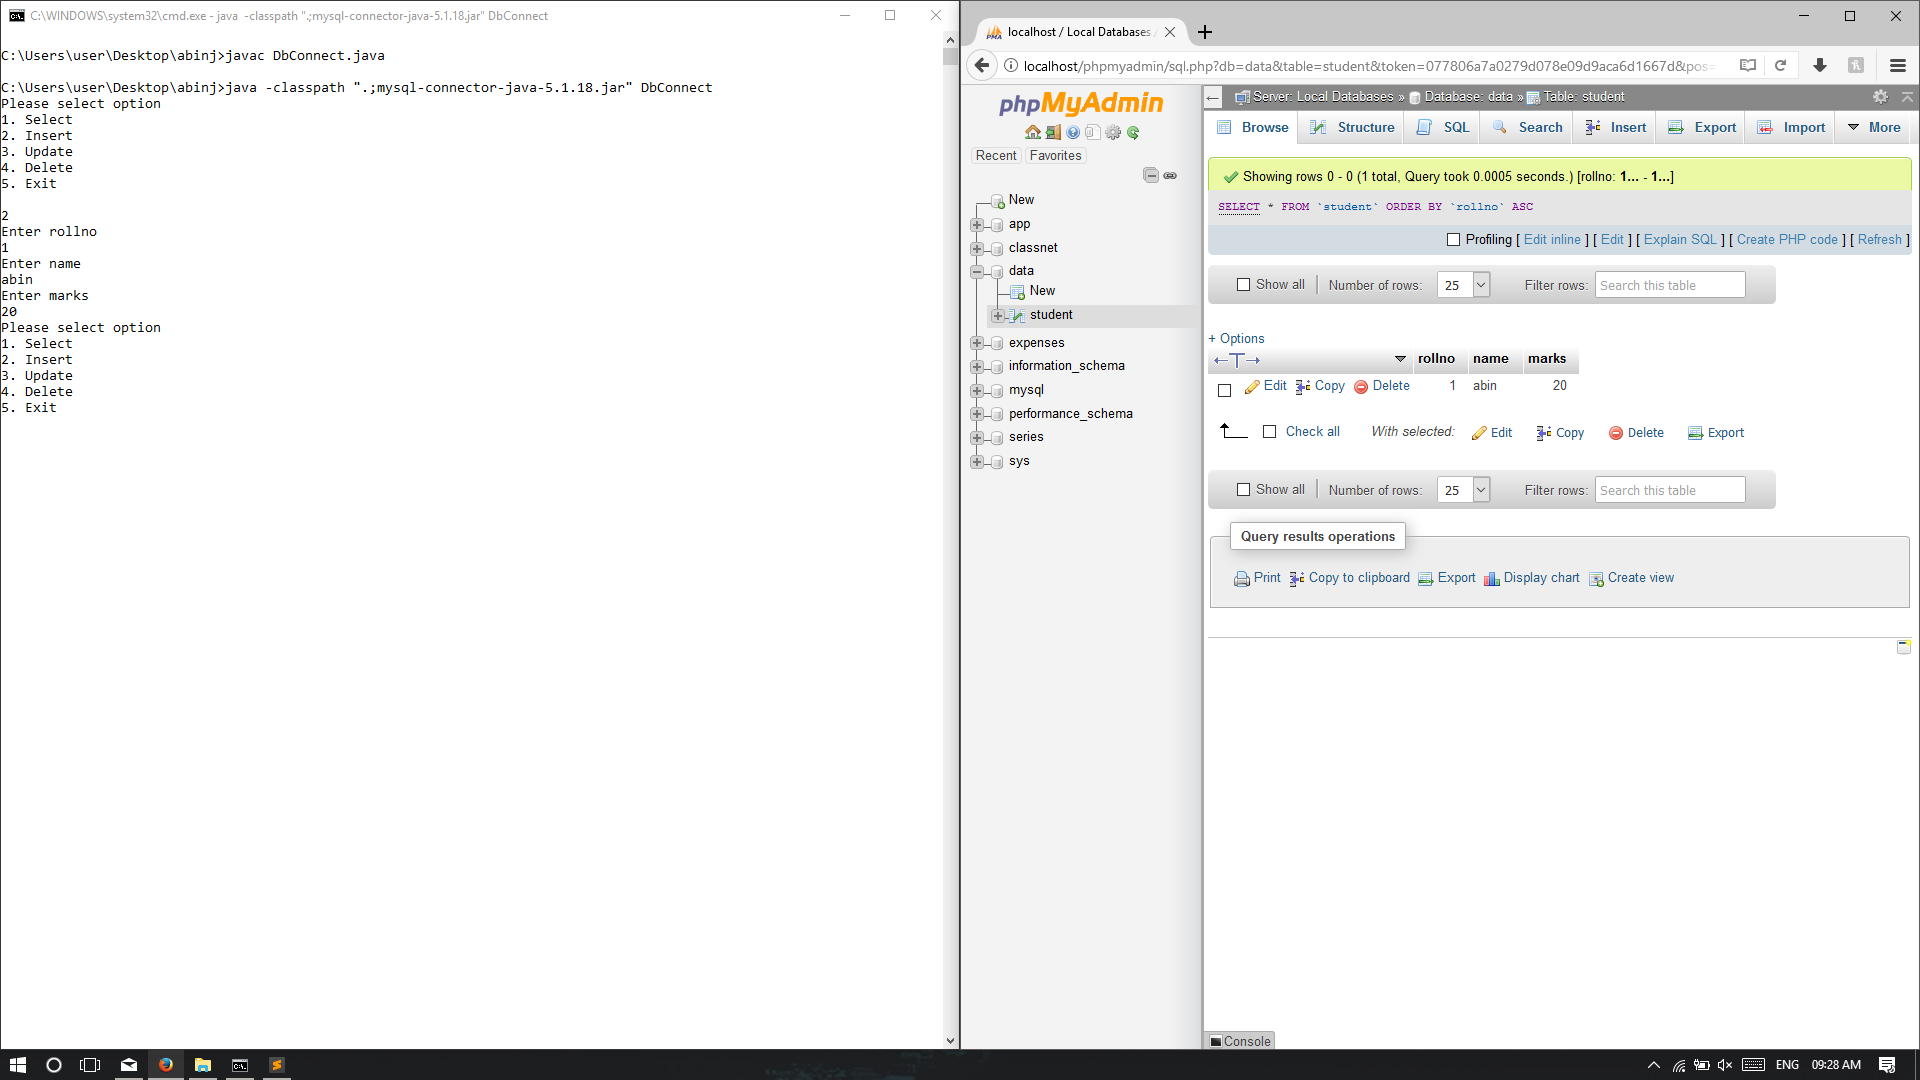 C:\WINDOWS\system32\cmd.exe - java  -classpath ".;mysql-connector-java-5.1.18.jar" DbConnect
C:\Users\user\Desktop\abinj>javac DbConnect.java
C:\Users\user\Desktop\abinj>java -classpath ".;mysql-connector-java-5.1.18.jar" DbConnect
Please select option
1. Select
2. Insert
3. Update
4. Delete
5. Exit
2
Enter rollno
1
Enter name
abin
Enter marks
20
Please select option
1. Select
2. Insert
3. Update
4. Delete
5. Exit
localhost / Local Databases /
localhost/phpmyadmin/sql.php?db=data&table=student&token=077806a7a0279d078e09d9aca6d1667d&pos=
phpMyAdmin
Recent Favorites
New
app
classnet
data
New
student
expenses
information_schema
mysql
performance_schema
series
sys
Server: Local Databases » Database: data » Table: student
Browse Structure SQL Search Insert Export Import More
Showing rows 0 - 0 (1 total, Query took 0.0005 seconds.) [rollno: 1... - 1...]
SELECT * FROM `student` ORDER BY `rollno` ASC
Profiling [ Edit inline ] [ Edit ] [ Explain SQL ] [ Create PHP code ] [ Refresh ]
Show all Number of rows: 25 Filter rows: Search this table
+ Options
←T→ rollno name marks
Edit Copy Delete 1 abin 20
Check all With selected: Edit Copy Delete Export
Show all Number of rows: 25 Filter rows: Search this table
Query results operations
Print Copy to clipboard Export Display chart Create view
Console
ENG 09:28 AM